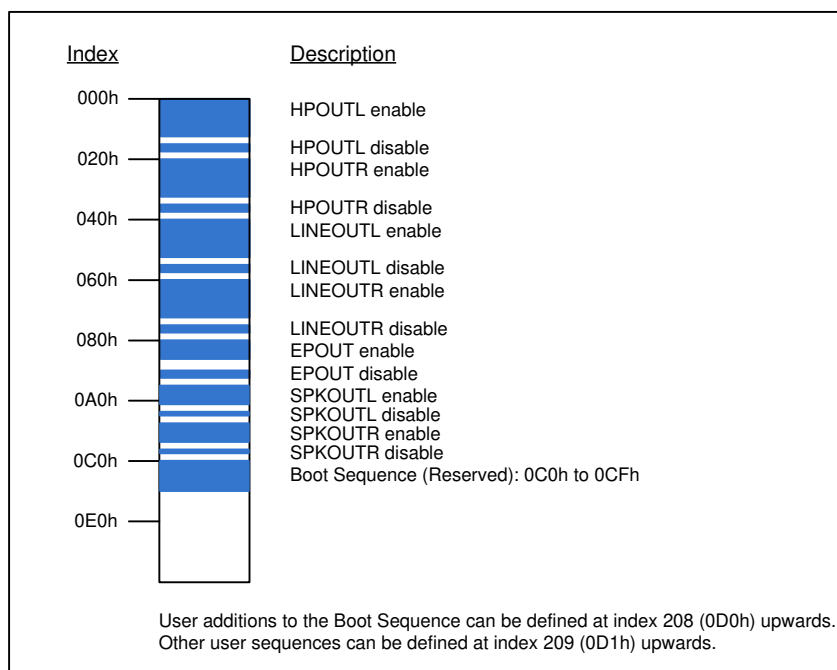 Index Description
000h
HPOUTL enable
HPOUTL disable
020h
HPOUTR enable
HPOUTR disable
040h
LINEOUTL enable
LINEOUTL disable
060h
LINEOUTR enable
LINEOUTR disable
080h
EPOUT enable
EPOUT disable
0A0h
SPKOUTL enable
SPKOUTL disable
SPKOUTR enable
SPKOUTR disable
0C0h
Boot Sequence (Reserved): 0C0h to 0CFh
0E0h
User additions to the Boot Sequence can be defined at index 208 (0D0h) upwards.
Other user sequences can be defined at index 209 (0D1h) upwards.